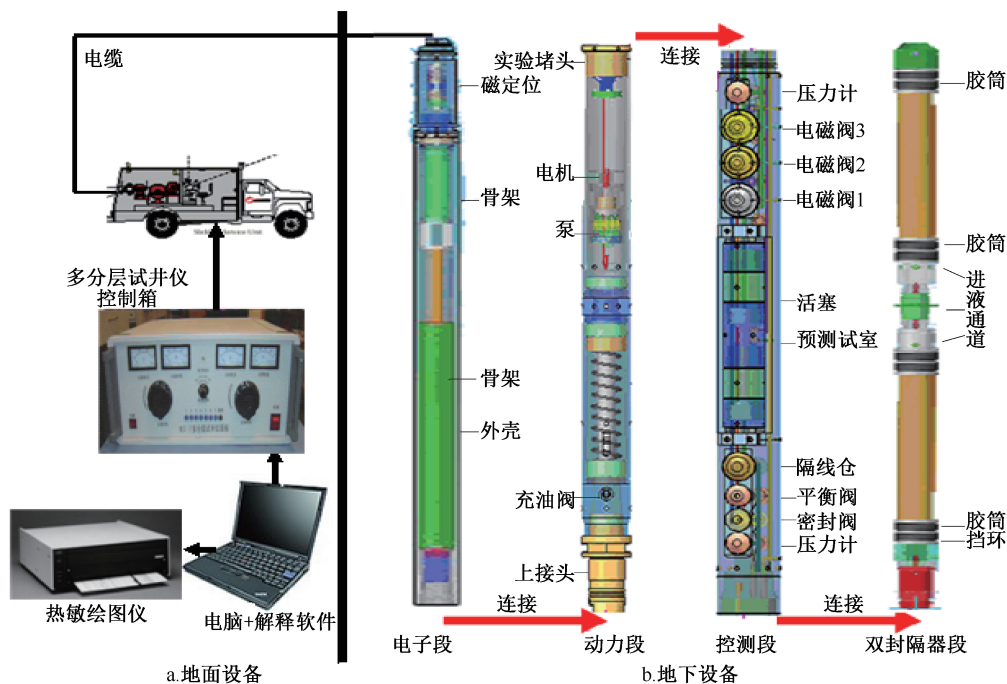 电缆
多分层试井仪
控制箱
热敏绘图仪
电脑+解释软件
a.地面设备
磁定位
骨架
骨架
外壳
电子段
连接
实验堵头
电机
泵
充油阀
上接头
动力段
连接
压力计
电磁阀3
电磁阀2
电磁阀1
活塞
预测试室
隔线仓
平衡阀
密封阀
压力计
控测段
连接
胶筒
胶筒
进
液
通
道
胶筒
挡环
双封隔器段
b.地下设备